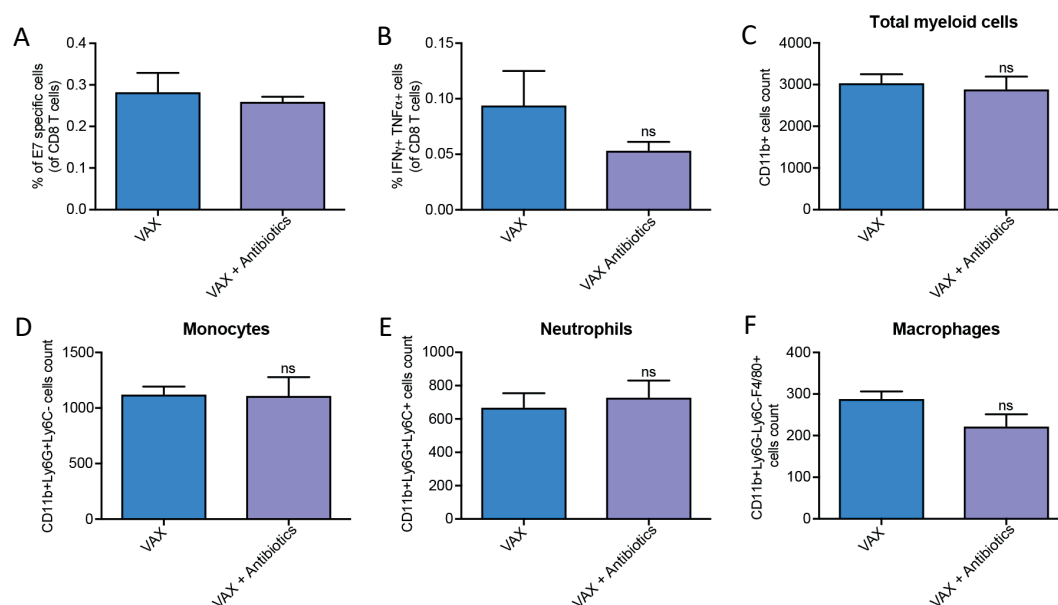 A
% of E7 specific cells
(of CD8 T cells)
0.4
0.3
0.2
0.1
0.0
VAX
VAX + Antibiotics
B
% IFNγ+ TNFα+ cells
(of CD8 T cells)
0.15
0.10
0.05
0.00
ns
VAX
VAX Antibiotics
C
Total myeloid cells
CD11b+ cells count
4000
3000
2000
1000
0
ns
VAX
VAX + Antibiotics
D
Monocytes
CD11b+Ly6G+Ly6C- cells count
1500
1000
500
0
ns
VAX
VAX + Antibiotics
E
Neutrophils
CD11b+Ly6G+Ly6C+ cells count
1000
800
600
400
200
0
ns
VAX
VAX + Antibiotics
F
Macrophages
CD11b+Ly6G-Ly6C-F4/80+
cells count
400
300
200
100
0
ns
VAX
VAX + Antibiotics